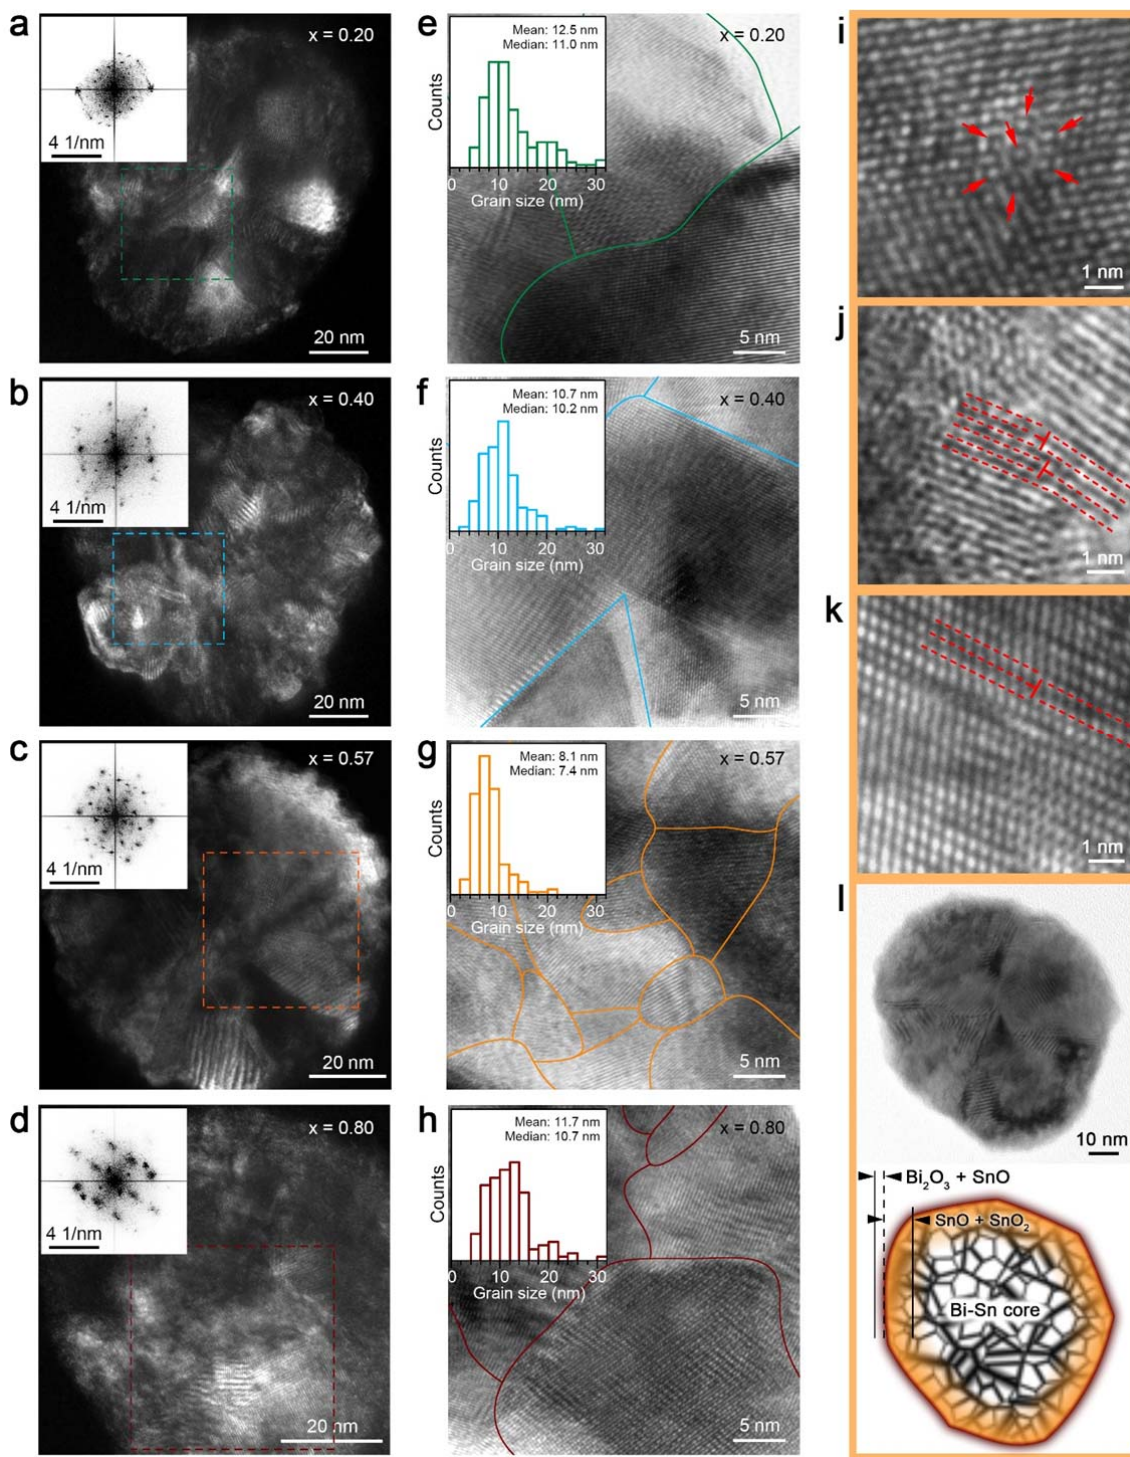 a
x = 0.20
4 1/nm
20 nm
b
x = 0.40
4 1/nm
20 nm
c
x = 0.57
4 1/nm
20 nm
d
x = 0.80
4 1/nm
20 nm
e
Mean: 12.5 nm
Median: 11.0 nm
x = 0.20
Counts
0 10 20 30
Grain size (nm)
5 nm
f
Mean: 10.7 nm
Median: 10.2 nm
x = 0.40
Counts
0 10 20 30
Grain size (nm)
5 nm
g
Mean: 8.1 nm
Median: 7.4 nm
x = 0.57
Counts
0 10 20 30
Grain size (nm)
5 nm
h
Mean: 11.7 nm
Median: 10.7 nm
x = 0.80
Counts
0 10 20 30
Grain size (nm)
5 nm
i
1 nm
j
1 nm
k
1 nm
l
10 nm
Bi₂O₃ + SnO
SnO + SnO₂
Bi-Sn core